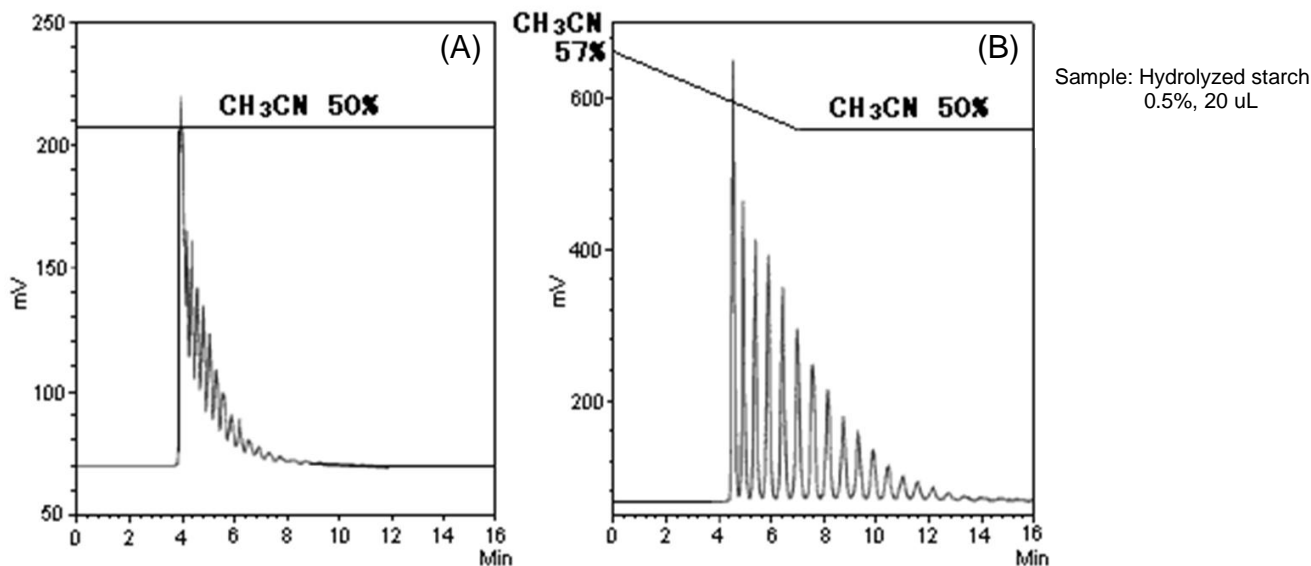 250
200
150
100
50
mV
0 2 4 6 8 10 12 14 16
Min
(A)
CH₃CN 50%
CH₃CN
57%
600
400
200
mV
0 2 4 6 8 10 12 14 16
Min
(B)
CH₃CN 50%
Sample: Hydrolyzed starch
0.5%, 20 uL